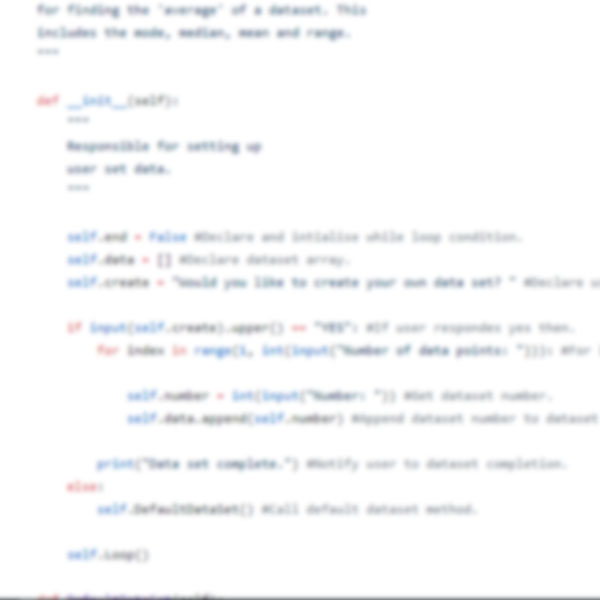 for finding the 'average' of a dataset. This
includes the mode, median, mean and range.
"""
def __init__(self):
"""
Responsible for setting up
user set data.
"""
self.end = False #Declare and intialise while loop condition.
self.data = [] #Declare dataset array.
self.create = "Would you like to create your own data set? " #Declare u
if input(self.create).upper() == "YES": #If user respondes yes then.
for index in range(1, int(input("Number of data points: "))): #For
self.number = int(input("Number: ")) #Get dataset number.
self.data.append(self.number) #Append dataset number to dataset
print("Data set complete.") #Notify user to dataset completion.
else:
self.DefaultDataSet() #Call default dataset method.
self.Loop()